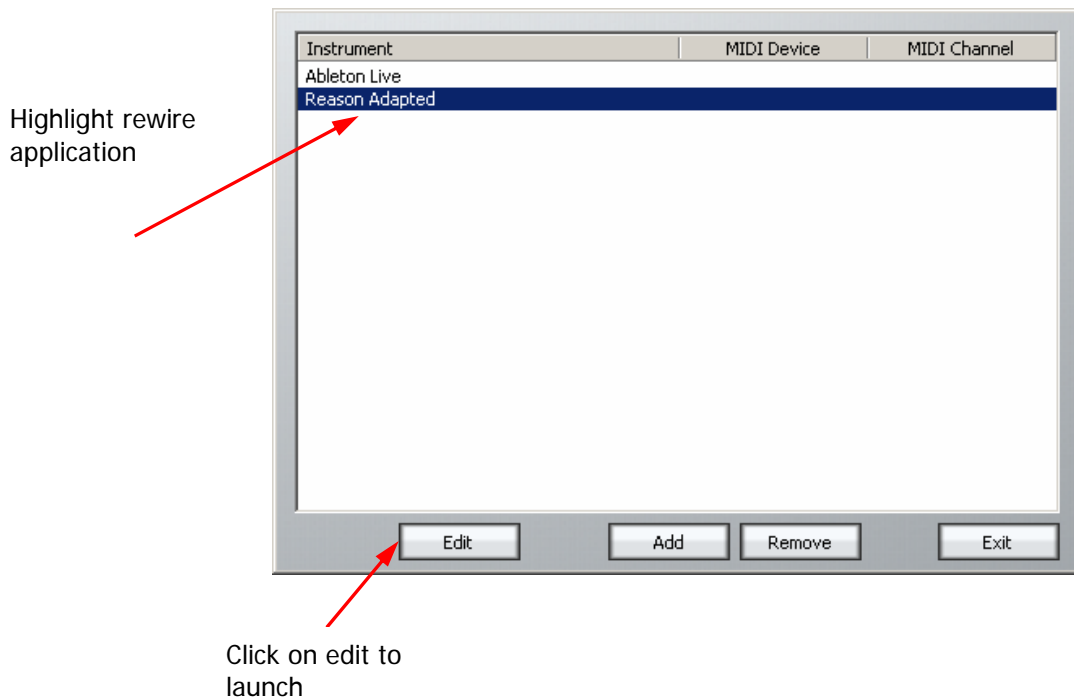 Instrument MIDI Device MIDI Channel
Ableton Live
Reason Adapted
Highlight rewire
application
Edit Add Remove Exit
Click on edit to
launch